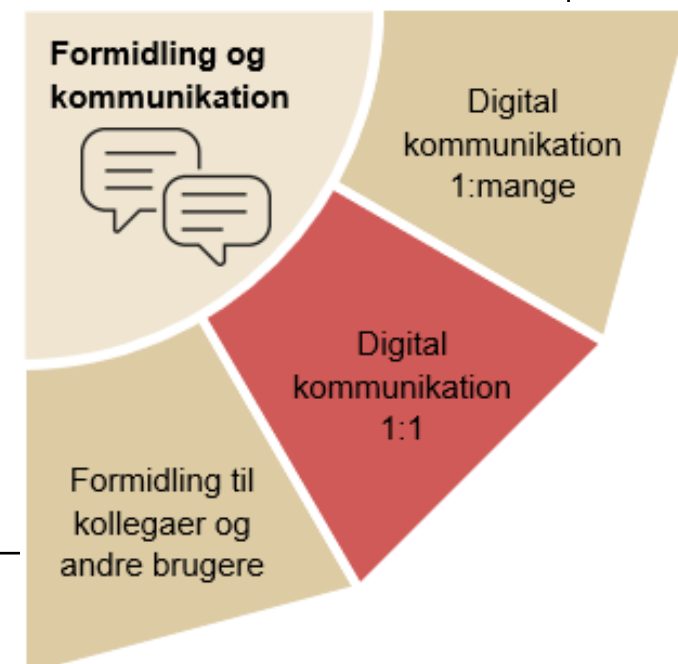 Formidling og
kommunikation
Digital
kommunikation
1:mange
Digital
kommunikation
1:1
Formidling til
kollegaer og
andre brugere